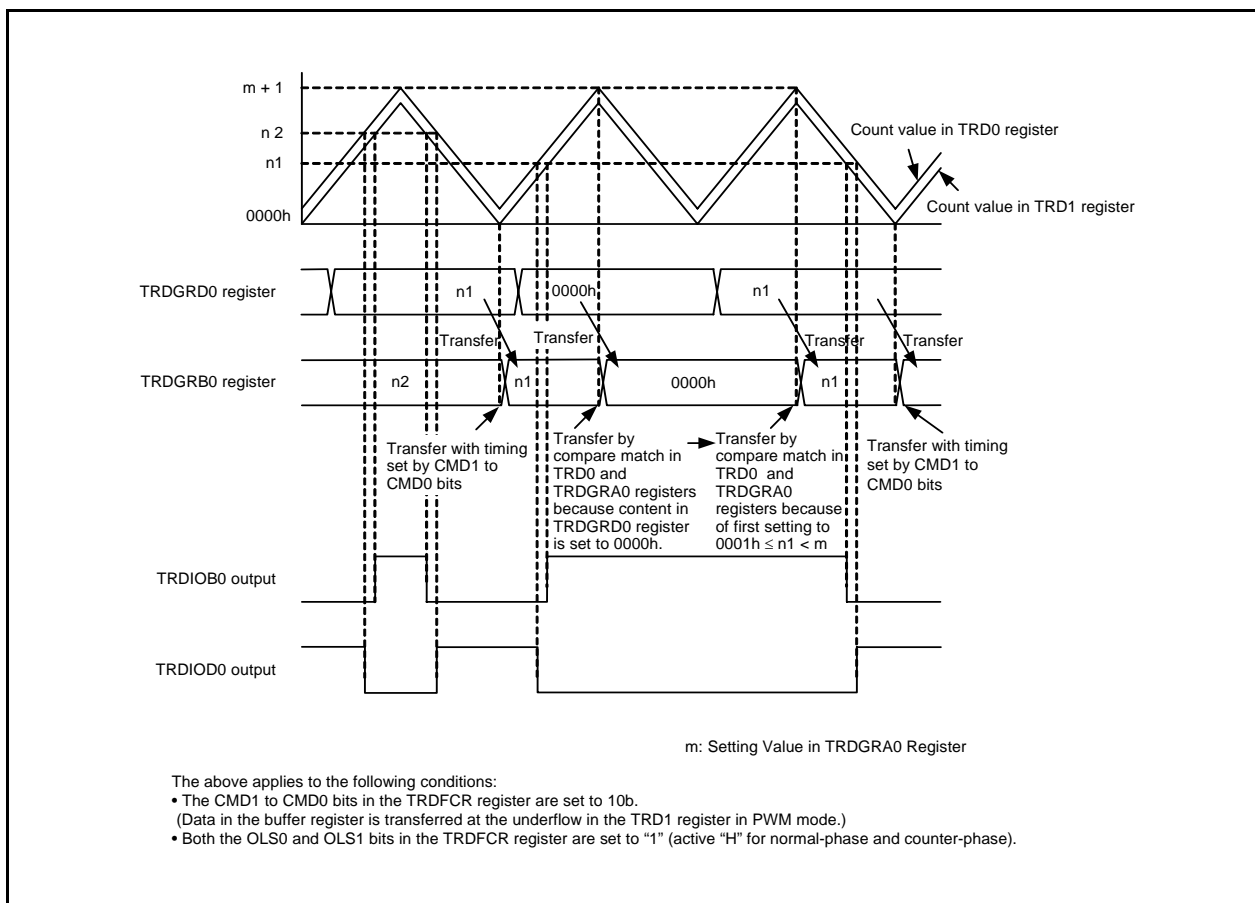 m + 1
n 2
n1
0000h
Count value in TRD0 register
Count value in TRD1 register
TRDGRD0 register
n1
0000h
n1
Transfer
Transfer
Transfer
Transfer
TRDGRB0 register
n2
n1
0000h
n1
Transfer with timing
set by CMD1 to
CMD0 bits
Transfer by
compare match in
TRD0 and
TRDGRA0 registers
because content in
TRDGRD0 register
is set to 0000h.
Transfer by
compare match in
TRD0 and
TRDGRA0
registers because
of first setting to
0001h ≤ n1 < m
Transfer with timing
set by CMD1 to
CMD0 bits
TRDIOB0 output
TRDIOD0 output
m: Setting Value in TRDGRA0 Register
The above applies to the following conditions:
• The CMD1 to CMD0 bits in the TRDFCR register are set to 10b.
(Data in the buffer register is transferred at the underflow in the TRD1 register in PWM mode.)
• Both the OLS0 and OLS1 bits in the TRDFCR register are set to “1” (active “H” for normal-phase and counter-phase).